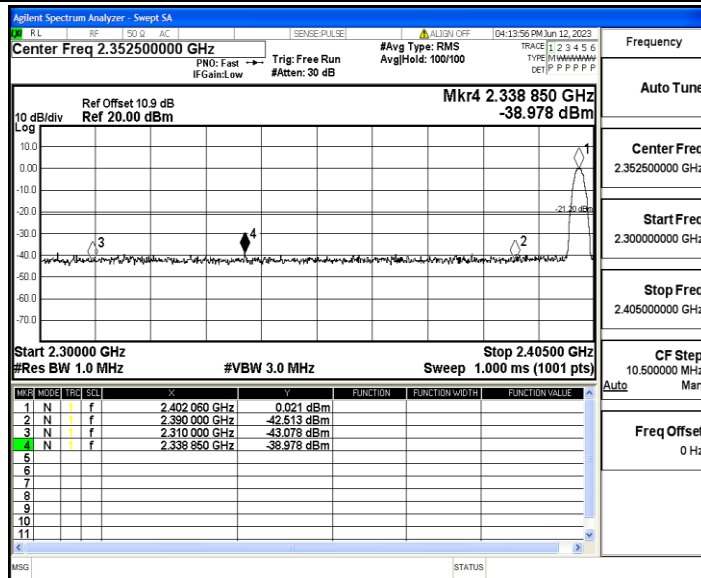 Agilent Spectrum Analyzer - Swept SA
RL RF 50 Ω AC SENSE:PULSE ALIGN OFF 04:13:56 PM Jun 12, 2023
Center Freq 2.352500000 GHz
PNO: Fast
IFGain:Low
Trig: Free Run
#Atten: 30 dB
#Avg Type: RMS
Avg|Hold: 100/100
TRACE 1 2 3 4 5 6
TYPE M WWWWW
DET P P P P P P
Ref Offset 10.9 dB
10 dB/div Ref 20.00 dBm
Log
Mkr4 2.338 850 GHz
-38.978 dBm
10.0
0.00
-10.0
-20.0
-30.0
-40.0
-50.0
-60.0
-70.0
1
-21.20 dBm
3
4
2
Start 2.30000 GHz Stop 2.40500 GHz
#Res BW 1.0 MHz #VBW 3.0 MHz Sweep 1.000 ms (1001 pts)
MKR MODE TRC SCL X Y FUNCTION FUNCTION WIDTH FUNCTION VALUE
1 N 1 f 2.402 060 GHz 0.021 dBm
2 N 1 f 2.390 000 GHz -42.513 dBm
3 N 1 f 2.310 000 GHz -43.078 dBm
4 N 1 f 2.338 850 GHz -38.978 dBm
5
6
7
8
9
10
11
MSG STATUS
Frequency
Auto Tune
Center Freq
2.352500000 GHz
Start Freq
2.300000000 GHz
Stop Freq
2.405000000 GHz
CF Step
10.500000 MHz
Auto Man
Freq Offset
0 Hz